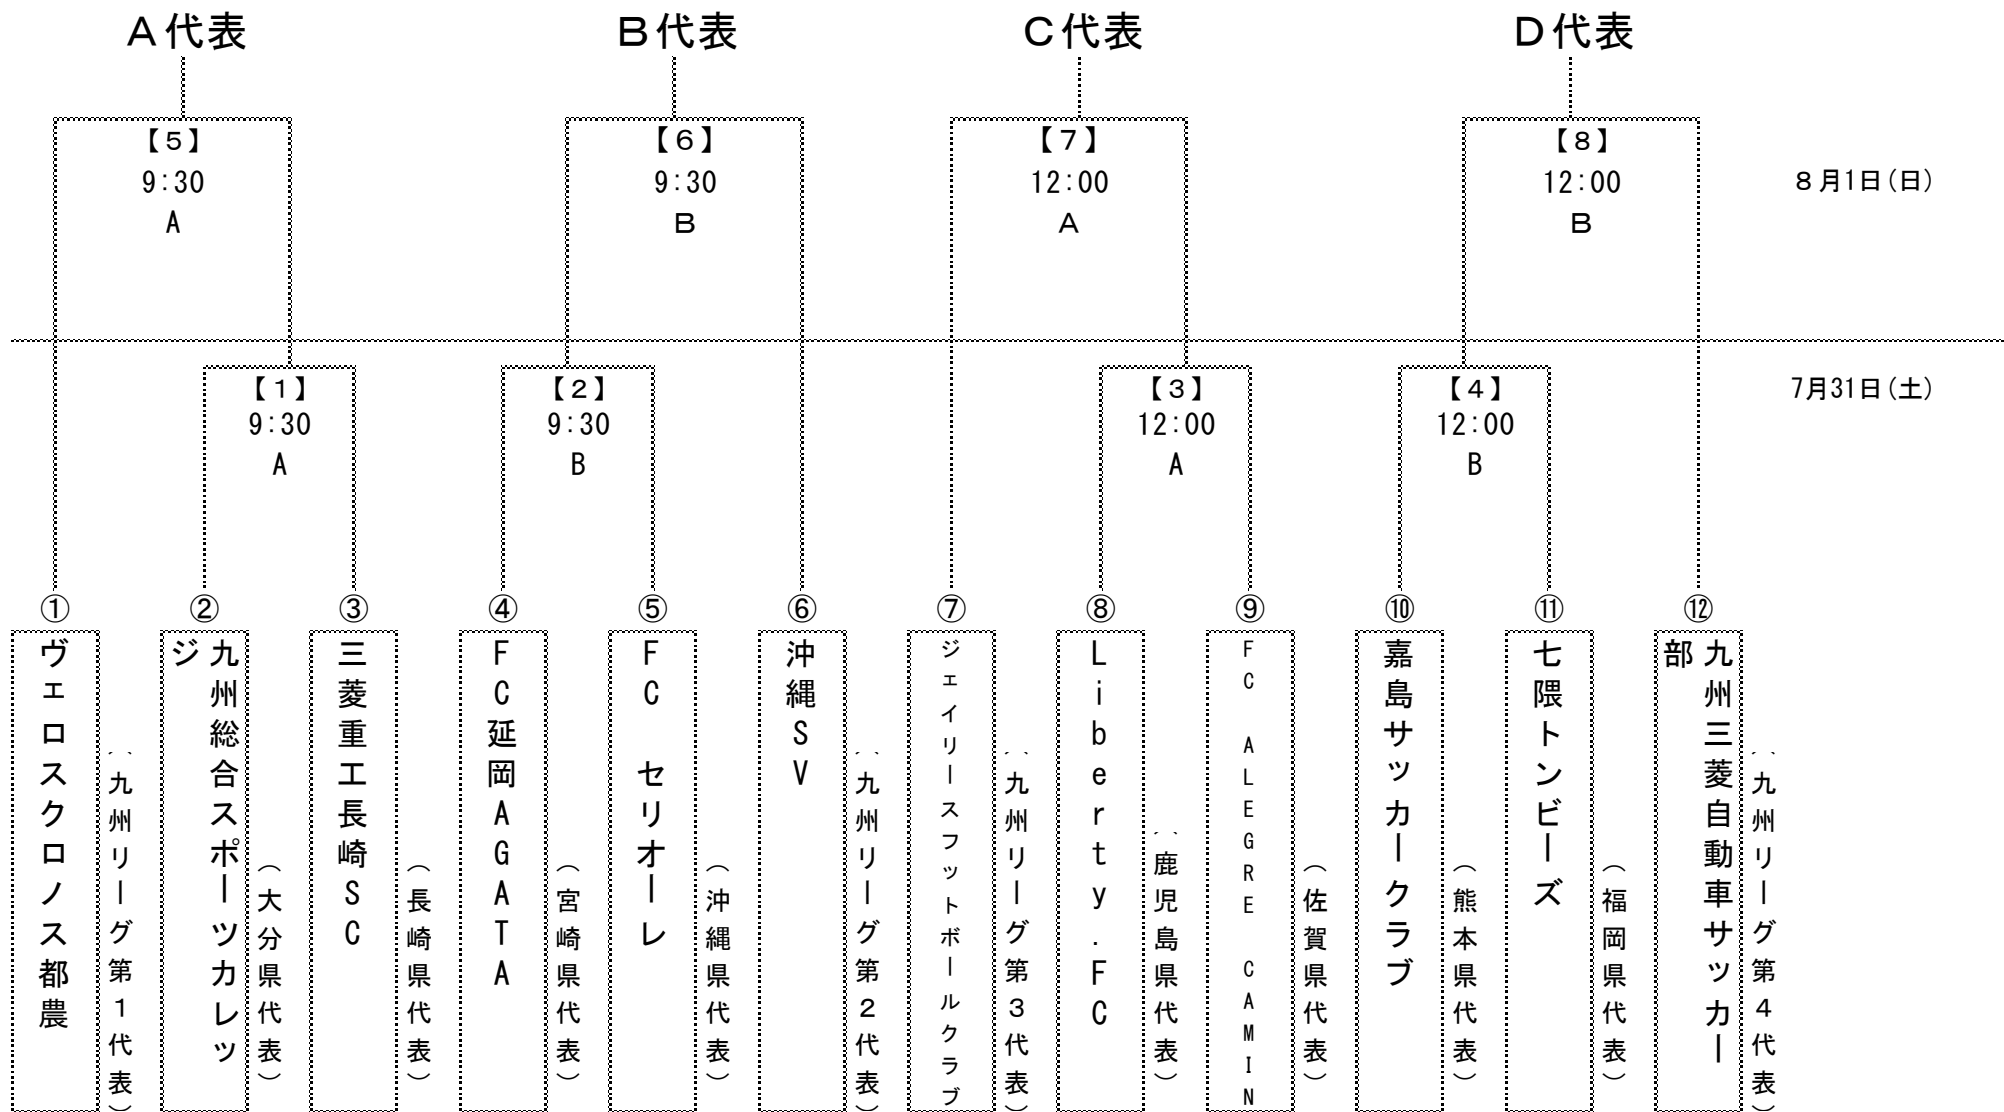 A代表
B代表
C代表
D代表
【5】
9:30
A
【6】
9:30
B
【7】
12:00
A
【8】
12:00
B
8月1日(日)
【1】
9:30
A
【2】
9:30
B
【3】
12:00
A
【4】
12:00
B
7月31日(土)
①
ヴェロスクロノス都農
(九州リーグ第1代表)
②
九州総合スポーツカレッジ
(大分県代表)
③
三菱重工長崎SC
(長崎県代表)
④
FC延岡AGATA
(宮崎県代表)
⑤
FC セリオーレ
(沖縄県代表)
⑥
沖縄SV
(九州リーグ第2代表)
⑦
ジェイリースフットボールクラブ
(九州リーグ第3代表)
⑧
Liberty.FC
(鹿児島県代表)
⑨
FC ALEGRE CAMIN
(佐賀県代表)
⑩
嘉島サッカークラブ
(熊本県代表)
⑪
七隈トンビーズ
(福岡県代表)
⑫
九州三菱自動車サッカー部
(九州リーグ第4代表)